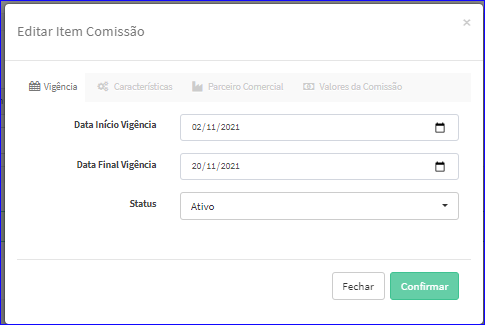 Editar Item Comissão ×
Vigência Características Parceiro Comercial Valores da Comissão
Data Início Vigência 02/11/2021
Data Final Vigência 20/11/2021
Status Ativo
Fechar Confirmar